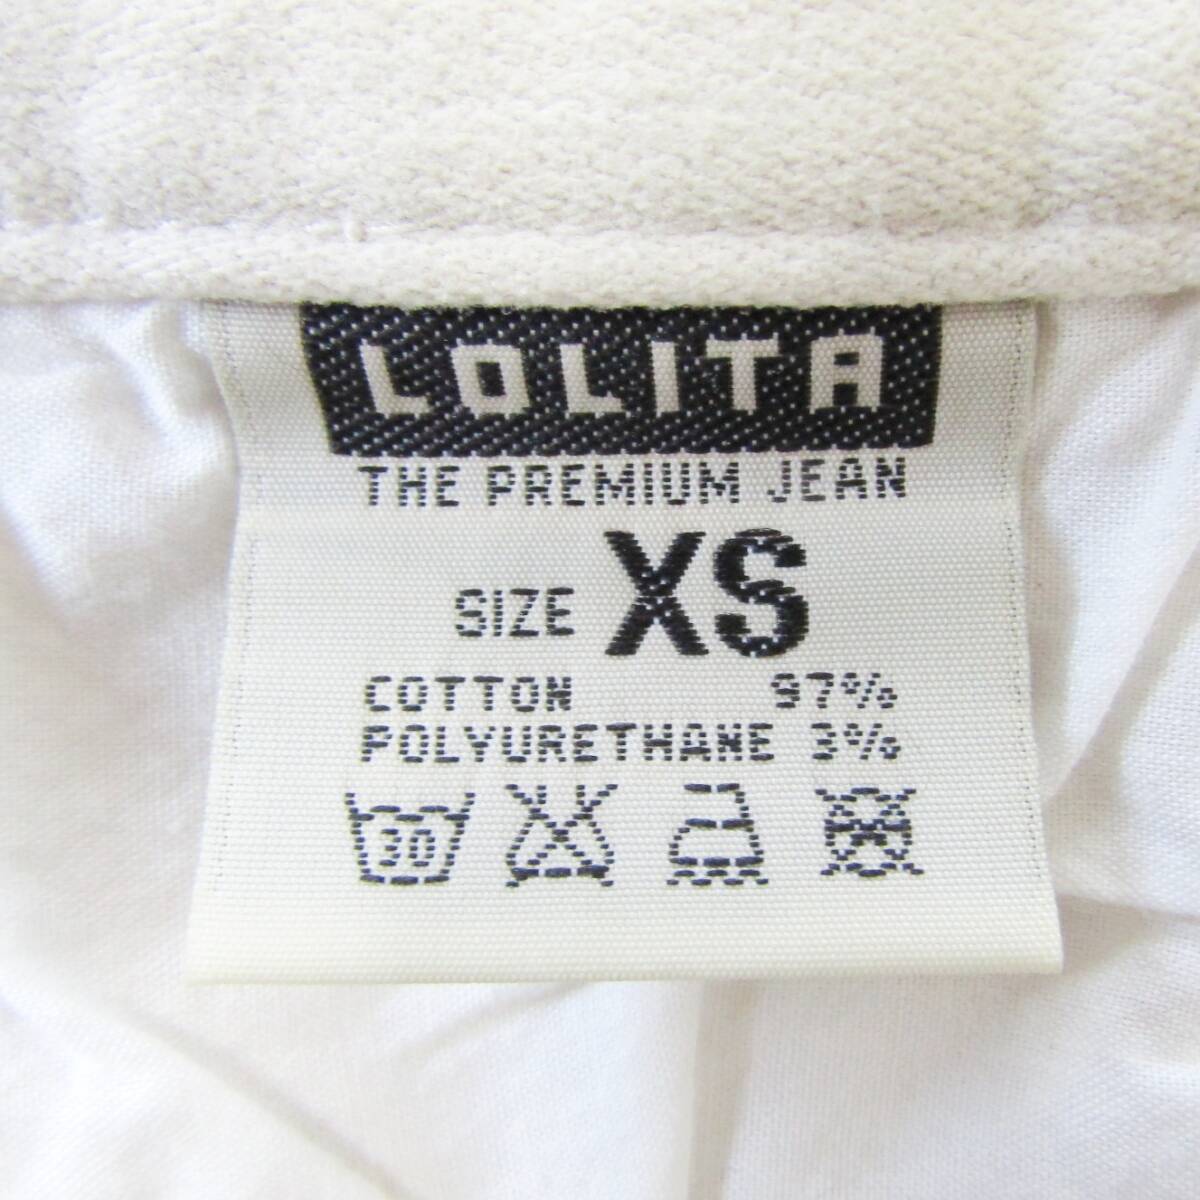 LOLITA
THE PREMIUM JEAN
SIZE XS
COTTON 97%
POLYURETHANE 3%
30